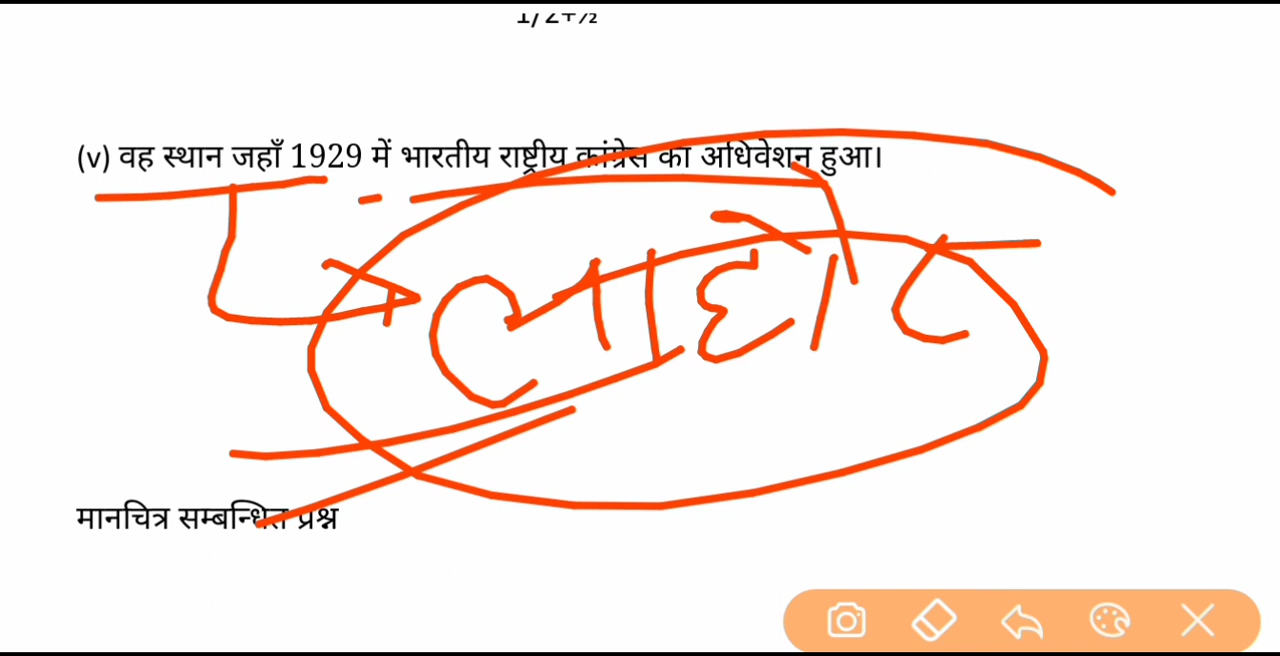 (v) वह स्थान जहाँ 1929 में भारतीय राष्ट्रीय कांग्रेस का अधिवेशन हुआ।
लाहौर
मानचित्र सम्बन्धित प्रश्न